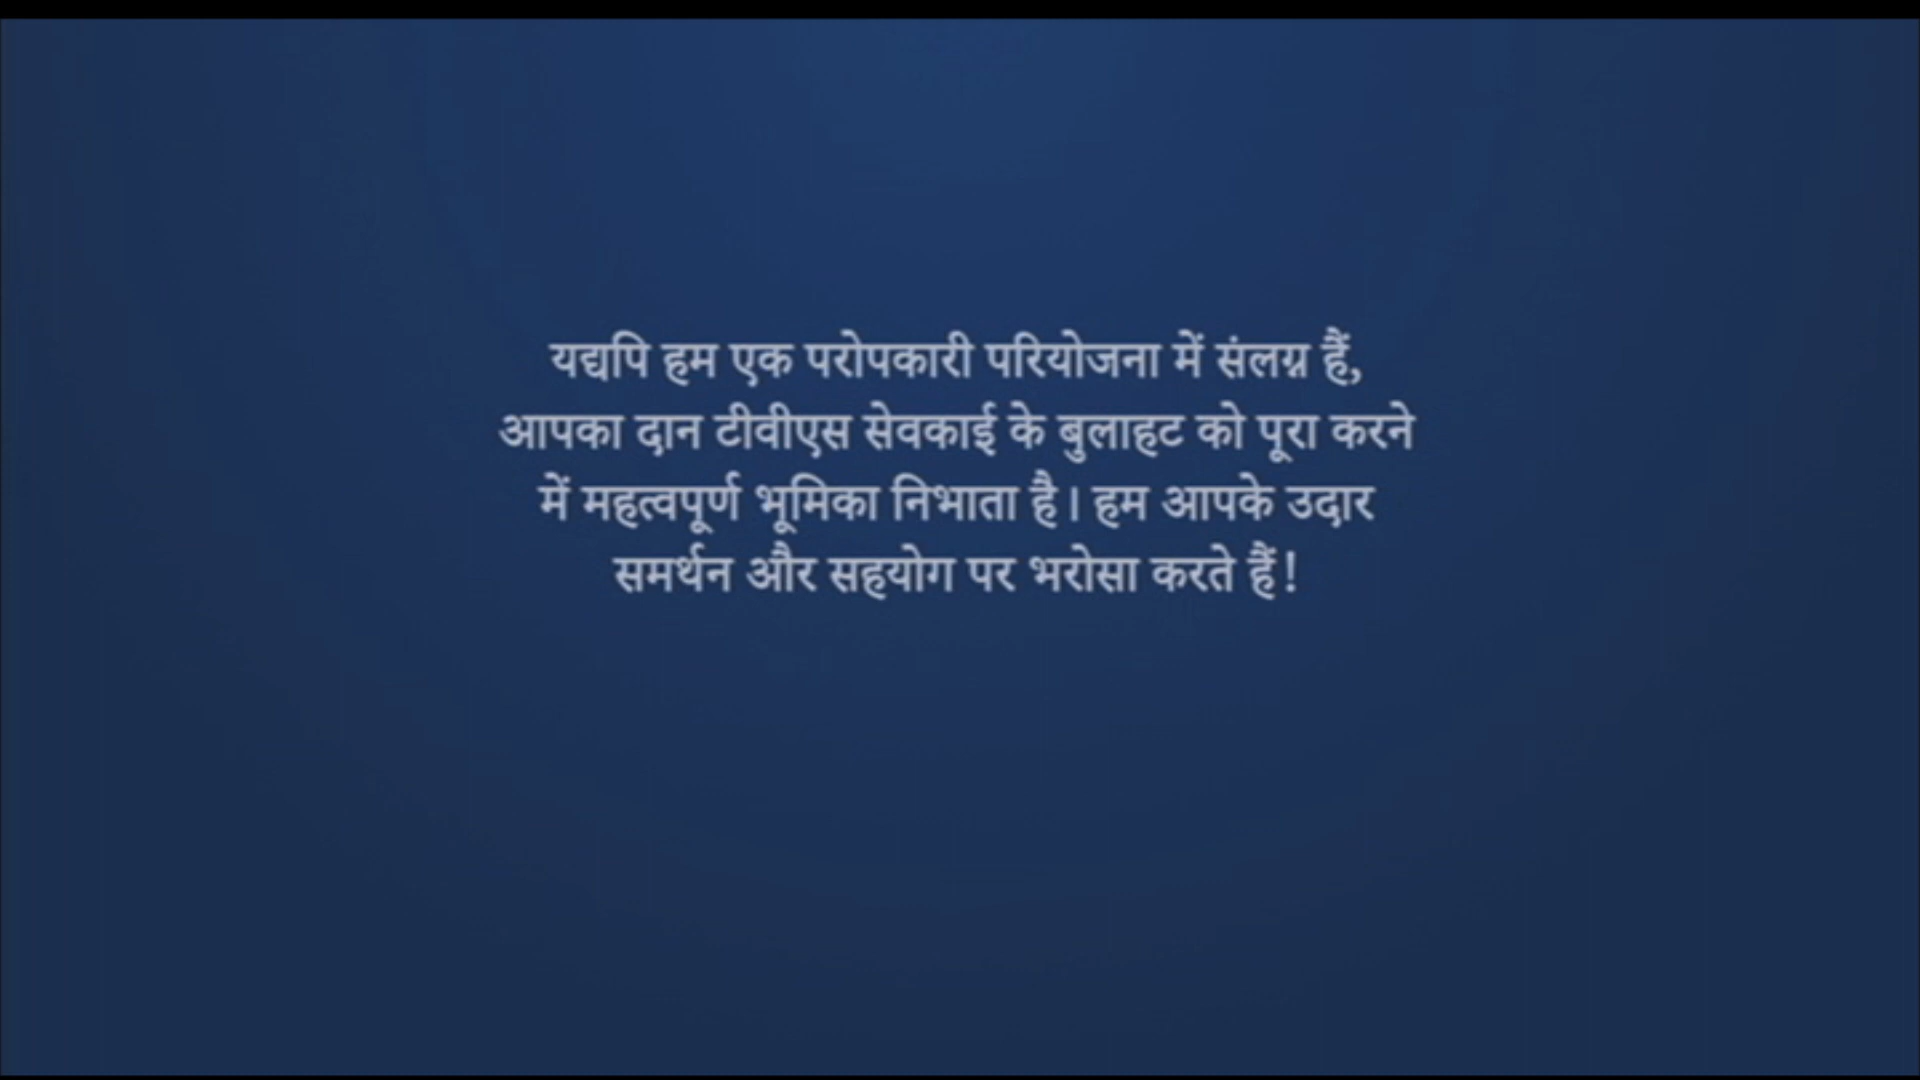 यद्यपि हम एक परोपकारी परियोजना में संलग्न हैं,
आपका दान टीवीएस सेवकाई के बुलाहट को पूरा करने
में महत्वपूर्ण भूमिका निभाता है। हम आपके उदार
समर्थन और सहयोग पर भरोसा करते हैं!